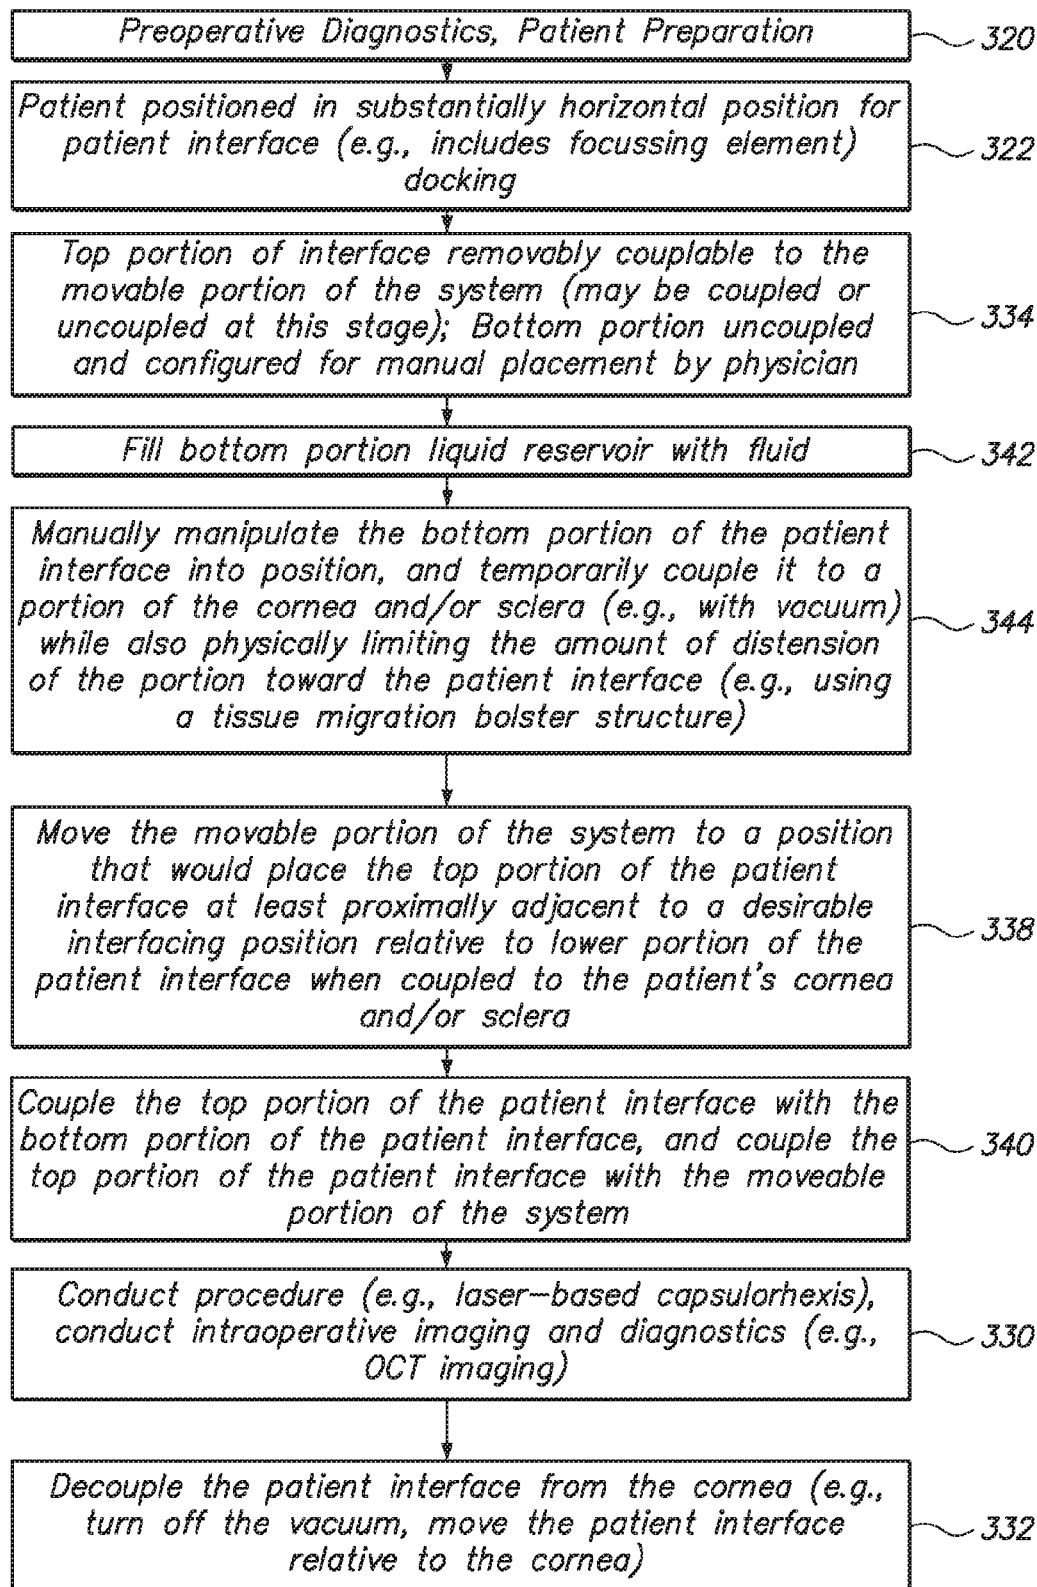 Preoperative Diagnostics, Patient Preparation
320
Patient positioned in substantially horizontal position for
patient interface (e.g., includes focussing element)
docking
322
Top portion of interface removably couplable to the
movable portion of the system (may be coupled or
uncoupled at this stage); Bottom portion uncoupled
and configured for manual placement by physician
334
Fill bottom portion liquid reservoir with fluid
342
Manually manipulate the bottom portion of the patient
interface into position, and temporarily couple it to a
portion of the cornea and/or sclera (e.g., with vacuum)
while also physically limiting the amount of distension
of the portion toward the patient interface (e.g., using
a tissue migration bolster structure)
344
Move the movable portion of the system to a position
that would place the top portion of the patient
interface at least proximally adjacent to a desirable
interfacing position relative to lower portion of the
patient interface when coupled to the patient's cornea
and/or sclera
338
Couple the top portion of the patient interface with the
bottom portion of the patient interface, and couple the
top portion of the patient interface with the moveable
portion of the system
340
Conduct procedure (e.g., laser-based capsulorhexis),
conduct intraoperative imaging and diagnostics (e.g.,
OCT imaging)
330
Decouple the patient interface from the cornea (e.g.,
turn off the vacuum, move the patient interface
relative to the cornea)
332